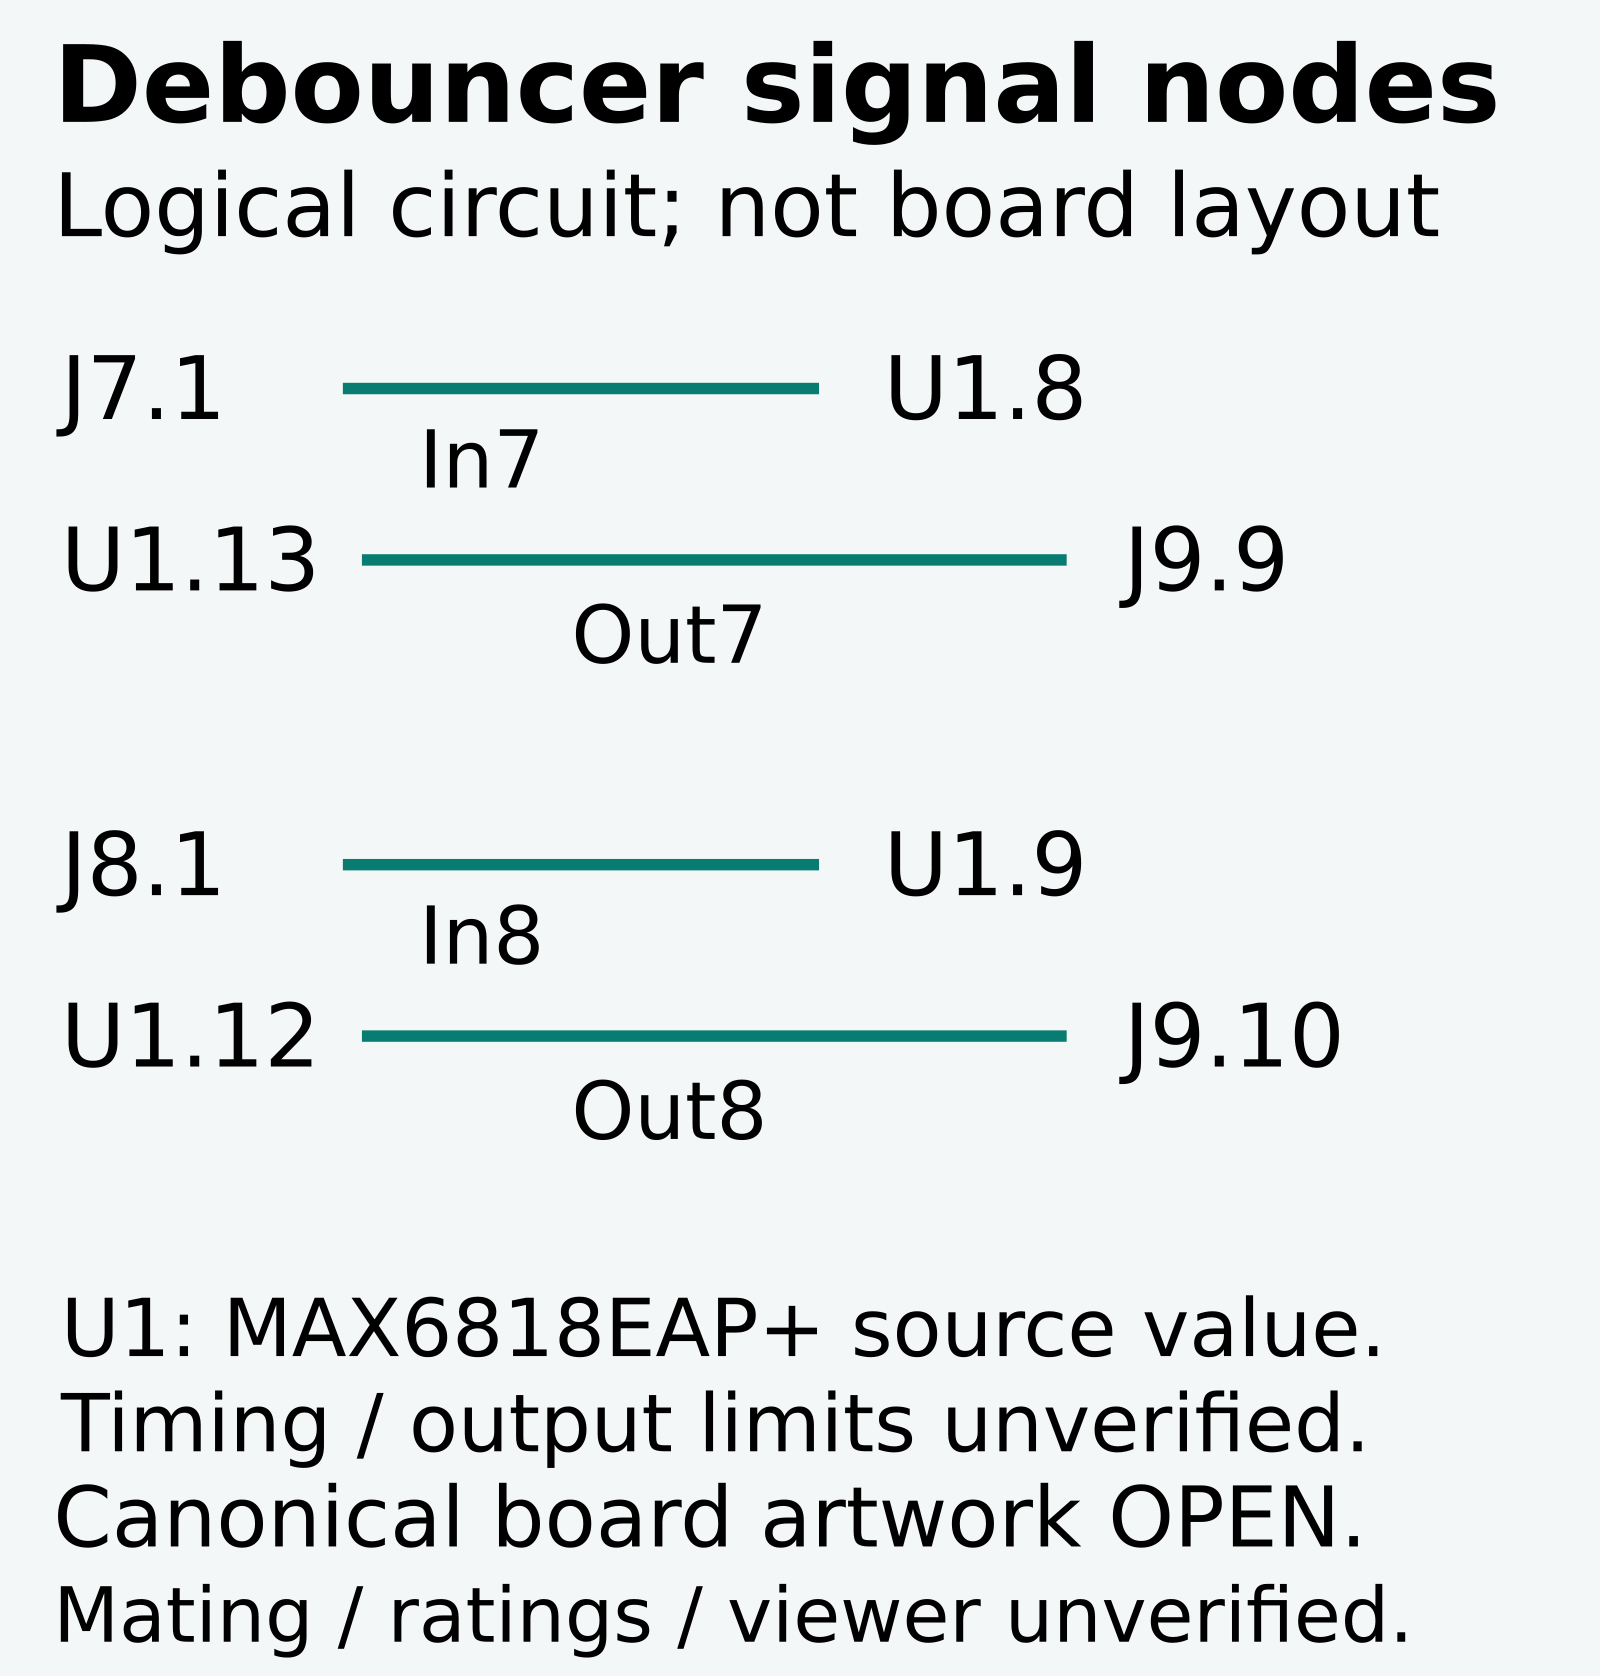 Debouncer signal nodes
Logical circuit; not board layout
J7.1 U1.8
In7
U1.13 J9.9
Out7
J8.1 U1.9
In8
U1.12 J9.10
Out8
U1: MAX6818EAP+ source value.
Timing / output limits unverified.
Canonical board artwork OPEN.
Mating / ratings / viewer unverified.